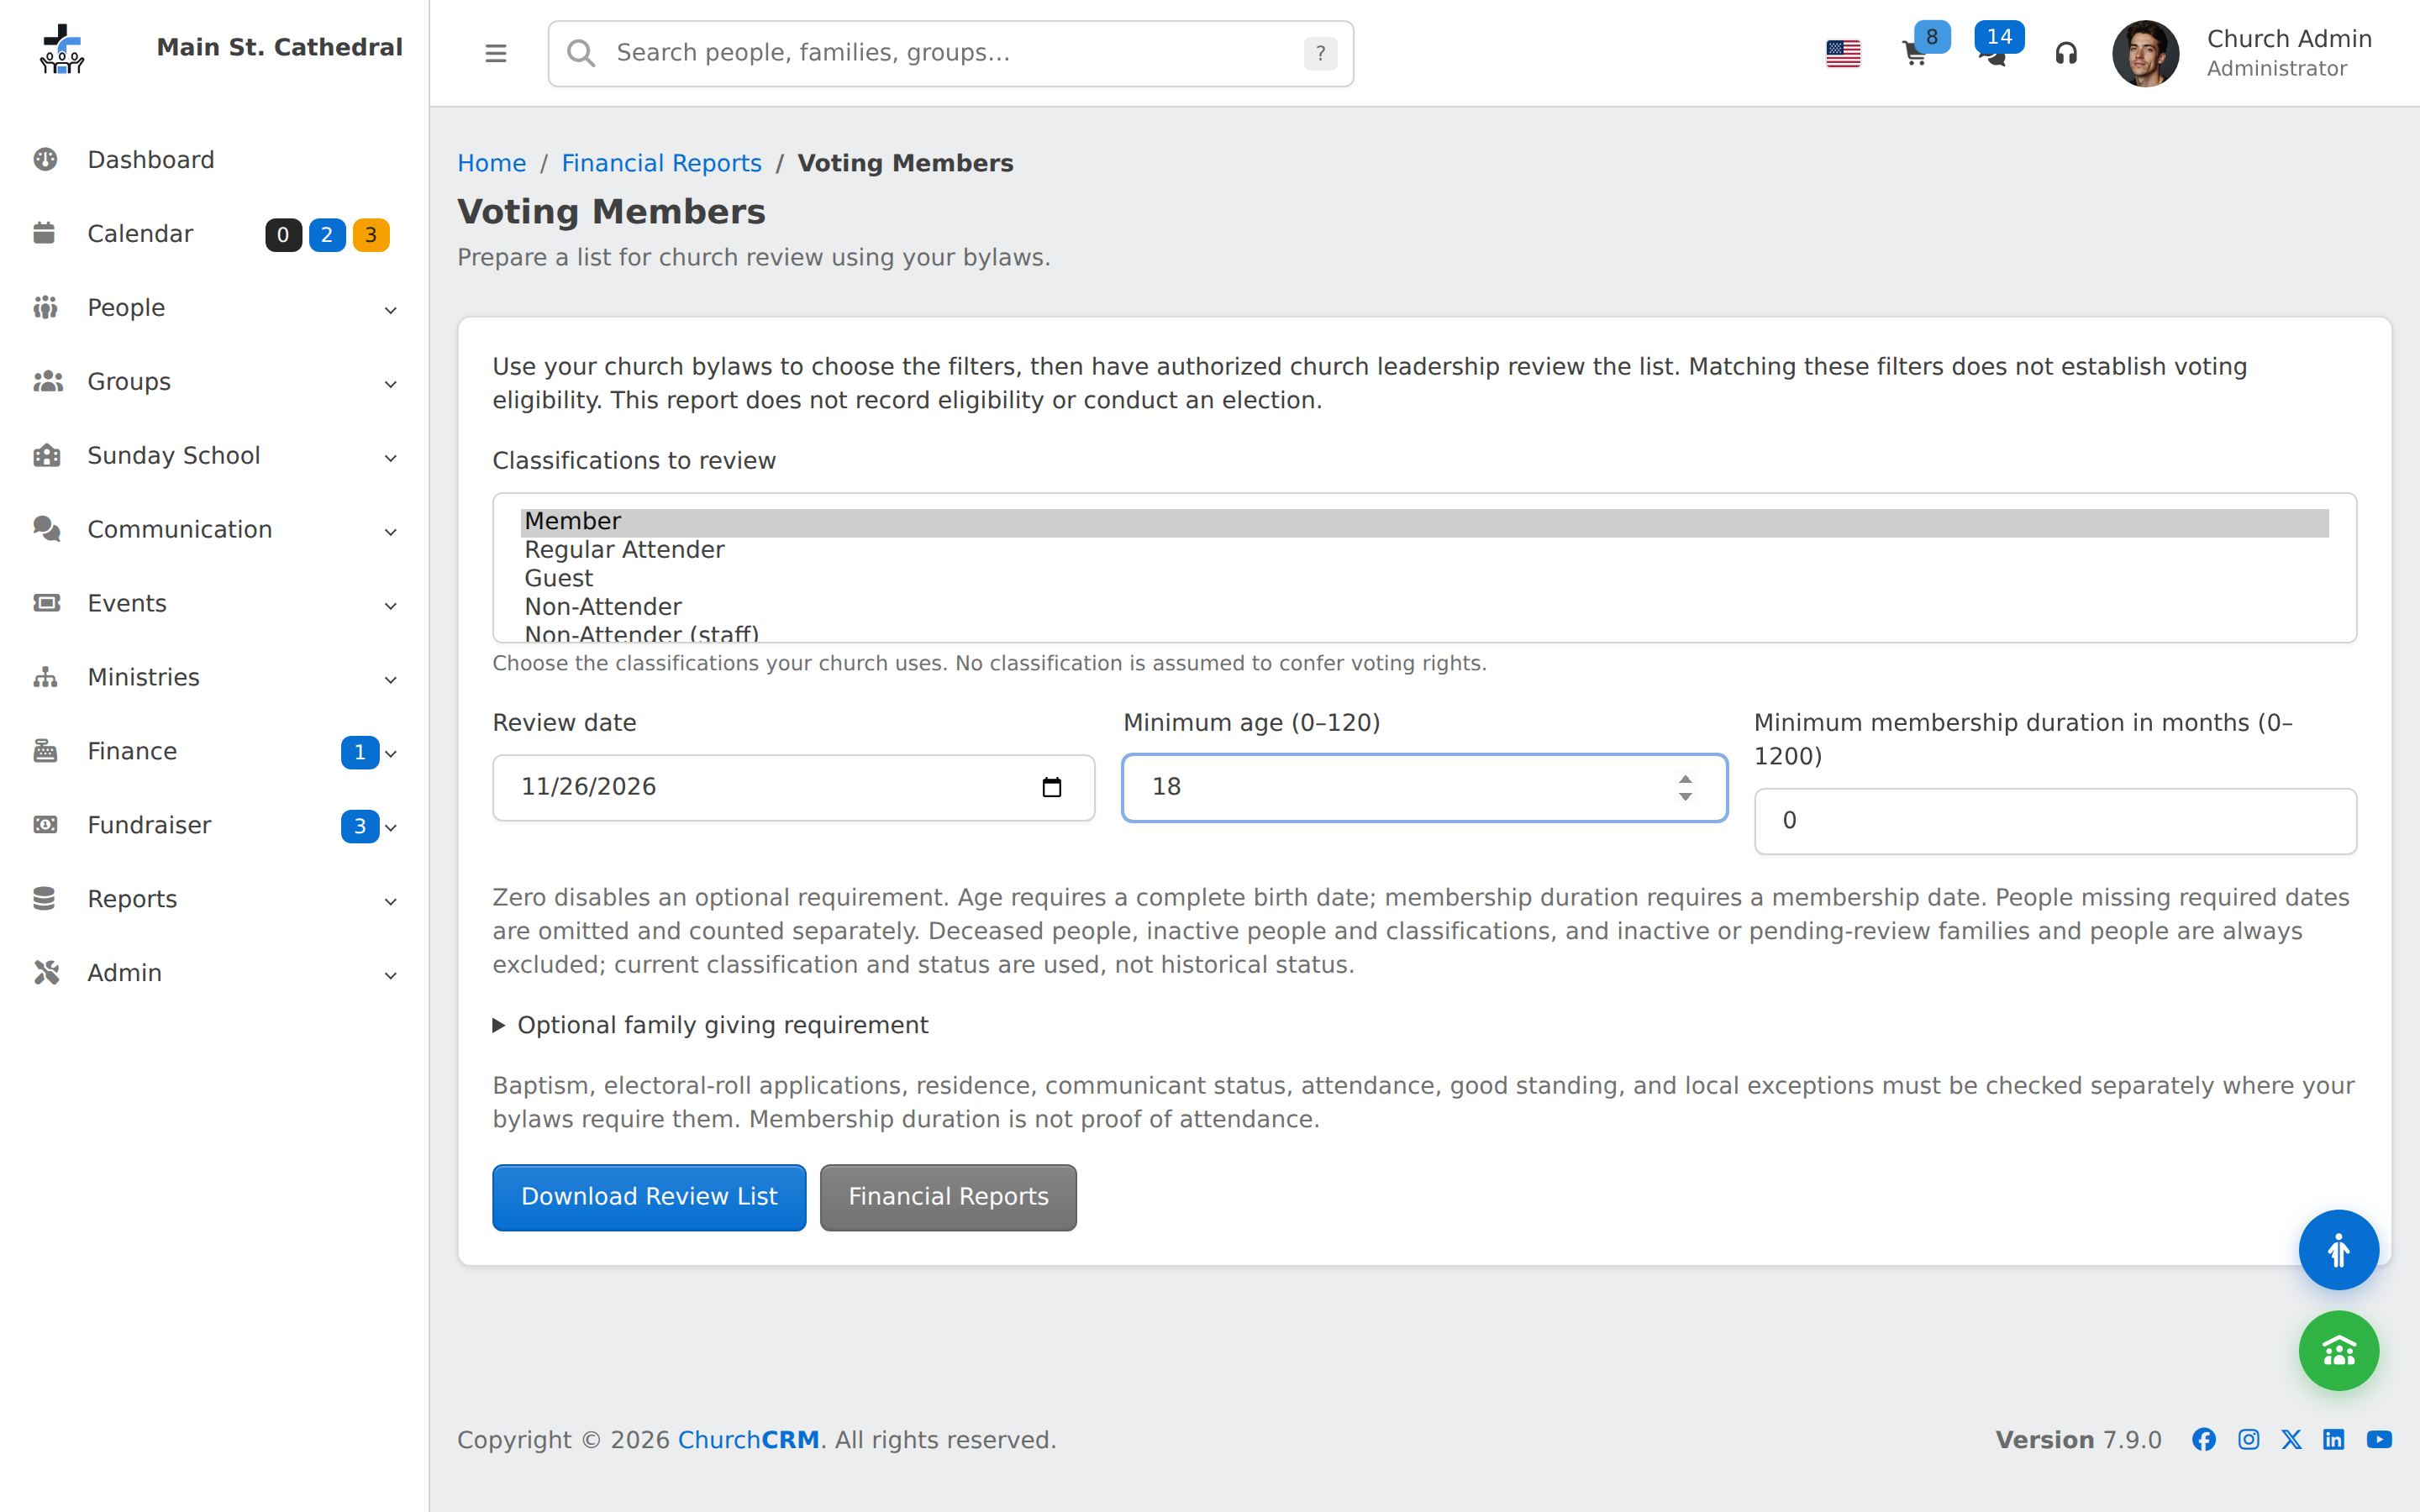 Main St. Cathedral
Search people, families, groups...
?
8
14
Church Admin
Administrator
Dashboard
Calendar
0
2
3
People
Groups
Sunday School
Communication
Events
Ministries
Finance
1
Fundraiser
3
Reports
Admin
Home / Financial Reports / Voting Members
Voting Members
Prepare a list for church review using your bylaws.
Use your church bylaws to choose the filters, then have authorized church leadership review the list. Matching these filters does not establish voting
eligibility. This report does not record eligibility or conduct an election.
Classifications to review
Member
Regular Attender
Guest
Non-Attender
Non-Attender (staff)
Choose the classifications your church uses. No classification is assumed to confer voting rights.
Review date
11/26/2026
Minimum age (0–120)
18
Minimum membership duration in months (0–
1200)
0
Zero disables an optional requirement. Age requires a complete birth date; membership duration requires a membership date. People missing required dates
are omitted and counted separately. Deceased people, inactive people and classifications, and inactive or pending-review families and people are always
excluded; current classification and status are used, not historical status.
Optional family giving requirement
Baptism, electoral-roll applications, residence, communicant status, attendance, good standing, and local exceptions must be checked separately where your
bylaws require them. Membership duration is not proof of attendance.
Download Review List
Financial Reports
Copyright © 2026 ChurchCRM. All rights reserved.
Version 7.9.0